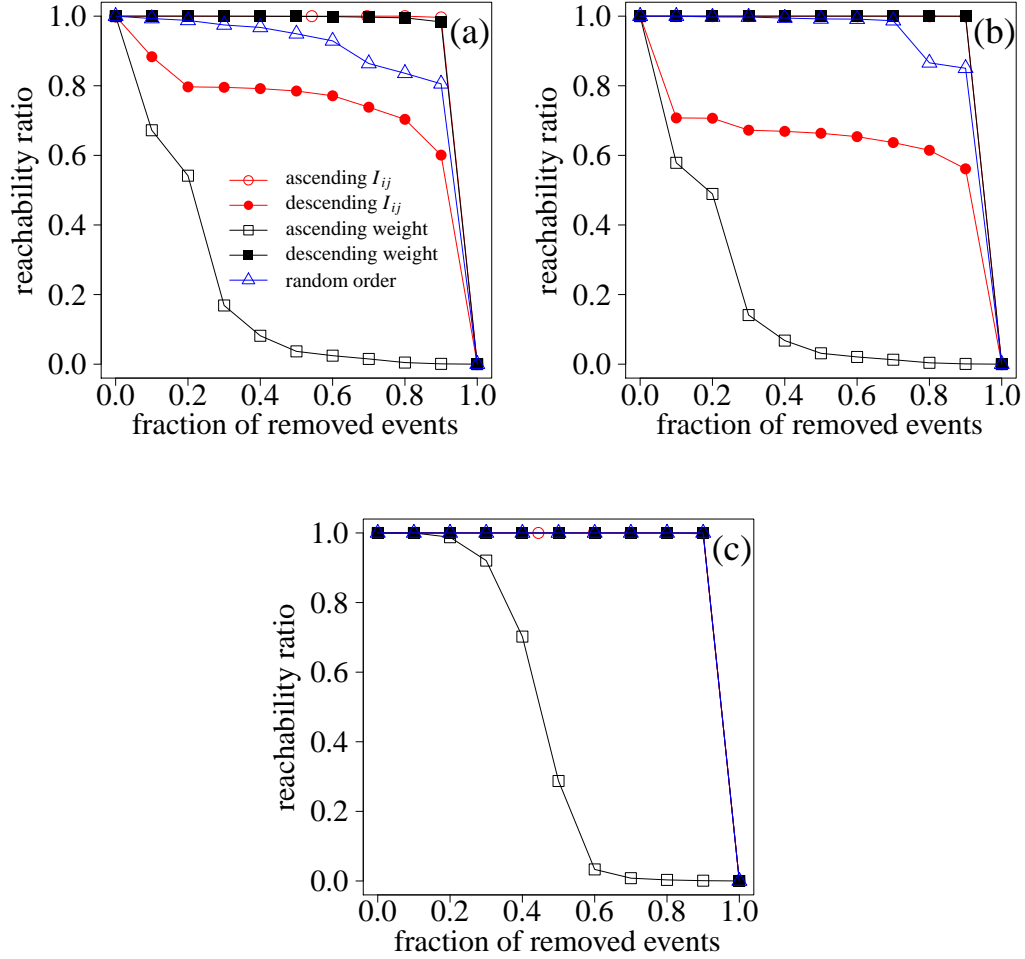 (a)
reachability ratio
1.0
0.8
0.6
0.4
0.2
0.0
ascending I_{ij}
descending I_{ij}
ascending weight
descending weight
random order
0.0 0.2 0.4 0.6 0.8 1.0
fraction of removed events
(b)
reachability ratio
1.0
0.8
0.6
0.4
0.2
0.0
0.0 0.2 0.4 0.6 0.8 1.0
fraction of removed events
(c)
reachability ratio
1.0
0.8
0.6
0.4
0.2
0.0
0.0 0.2 0.4 0.6 0.8 1.0
fraction of removed events